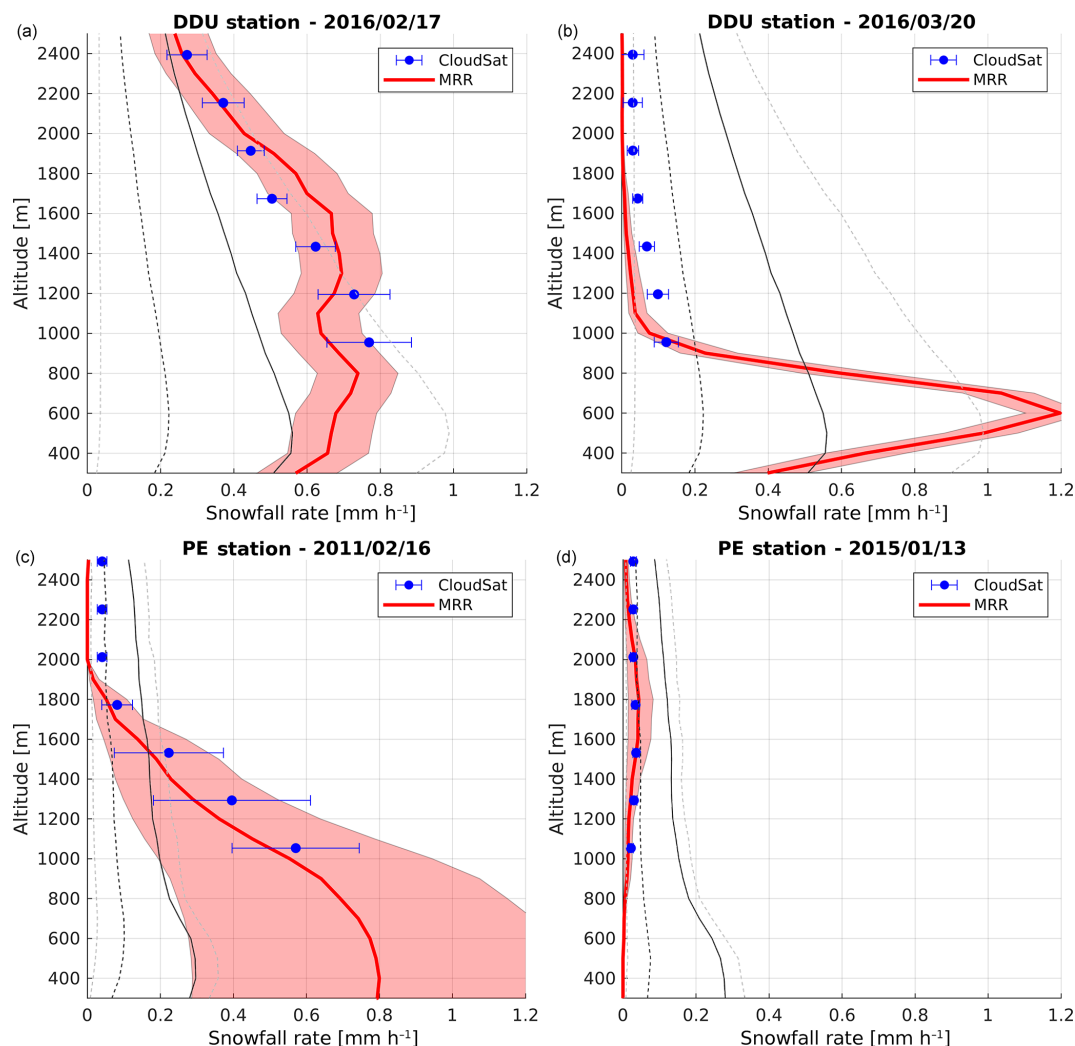 (a)
DDU station - 2016/02/17
2400
2200
2000
1800
1600
1400
1200
1000
800
600
400
Altitude [m]
CloudSat
MRR
0 0.2 0.4 0.6 0.8 1 1.2
Snowfall rate [mm h⁻¹]
(b)
DDU station - 2016/03/20
2400
2200
2000
1800
1600
1400
1200
1000
800
600
400
Altitude [m]
CloudSat
MRR
0 0.2 0.4 0.6 0.8 1 1.2
Snowfall rate [mm h⁻¹]
(c)
PE station - 2011/02/16
2400
2200
2000
1800
1600
1400
1200
1000
800
600
400
Altitude [m]
CloudSat
MRR
0 0.2 0.4 0.6 0.8 1 1.2
Snowfall rate [mm h⁻¹]
(d)
PE station - 2015/01/13
2400
2200
2000
1800
1600
1400
1200
1000
800
600
400
Altitude [m]
CloudSat
MRR
0 0.2 0.4 0.6 0.8 1 1.2
Snowfall rate [mm h⁻¹]